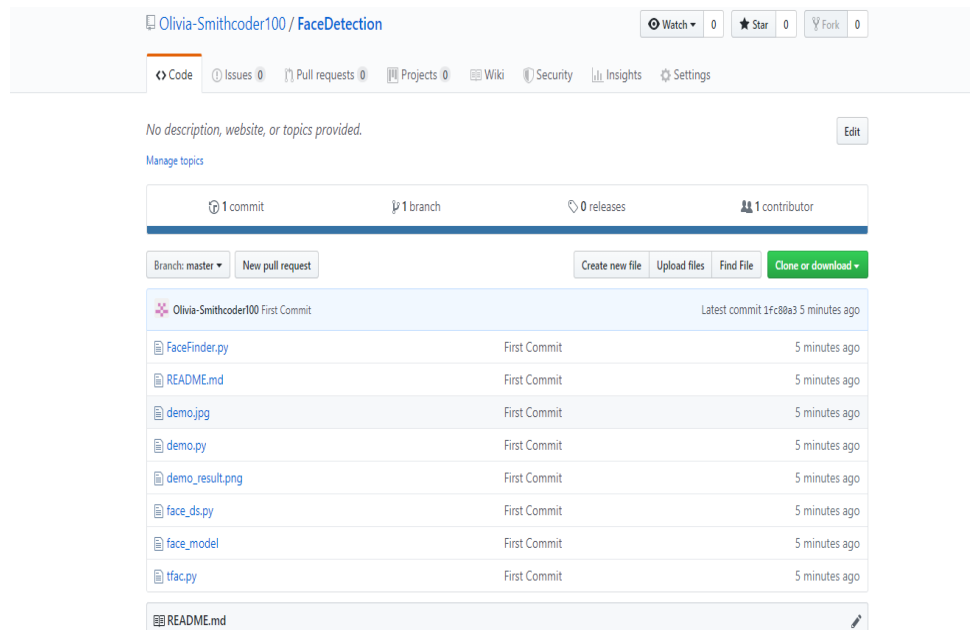 Olivia-Smithcoder100 / FaceDetection
Watch 0 Star 0 Fork 0
Code Issues 0 Pull requests 0 Projects 0 Wiki Security Insights Settings
No description, website, or topics provided. Edit
Manage topics
1 commit 1 branch 0 releases 1 contributor
Branch: master New pull request Create new file Upload files Find File Clone or download
Olivia-Smithcoder100 First Commit Latest commit 1fc80a3 5 minutes ago
FaceFinder.py First Commit 5 minutes ago
README.md First Commit 5 minutes ago
demo.jpg First Commit 5 minutes ago
demo.py First Commit 5 minutes ago
demo_result.png First Commit 5 minutes ago
face_ds.py First Commit 5 minutes ago
face_model First Commit 5 minutes ago
tfac.py First Commit 5 minutes ago
README.md